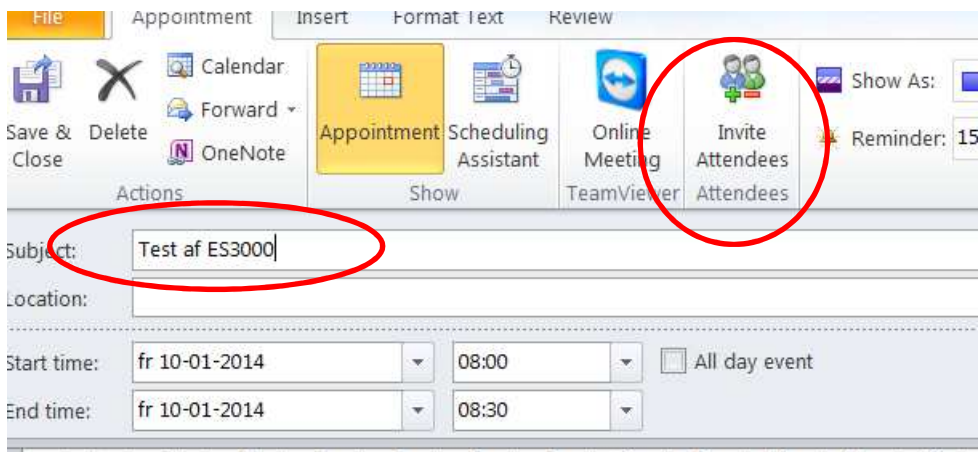 File Appointment Insert Format Text Review
Calendar
Forward
OneNote
Save & Close
Delete
Actions
Appointment
Scheduling Assistant
Show
Online Meeting
TeamViewer
Invite Attendees
Attendees
Show As:
Reminder: 15
Subject: Test af ES3000
Location:
Start time: fr 10-01-2014 08:00 All day event
End time: fr 10-01-2014 08:30